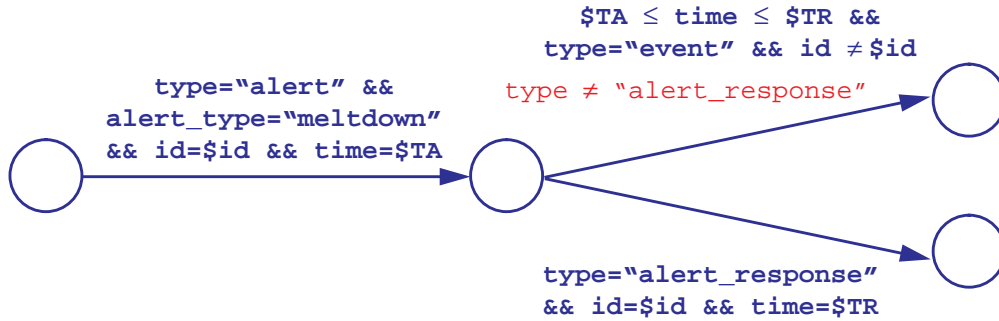 type=“alert” &&
alert_type=“meltdown”
&& id=$id && time=$TA
$TA ≤ time ≤ $TR &&
type=“event” && id ≠ $id
type ≠ “alert_response”
type=“alert_response”
&& id=$id && time=$TR